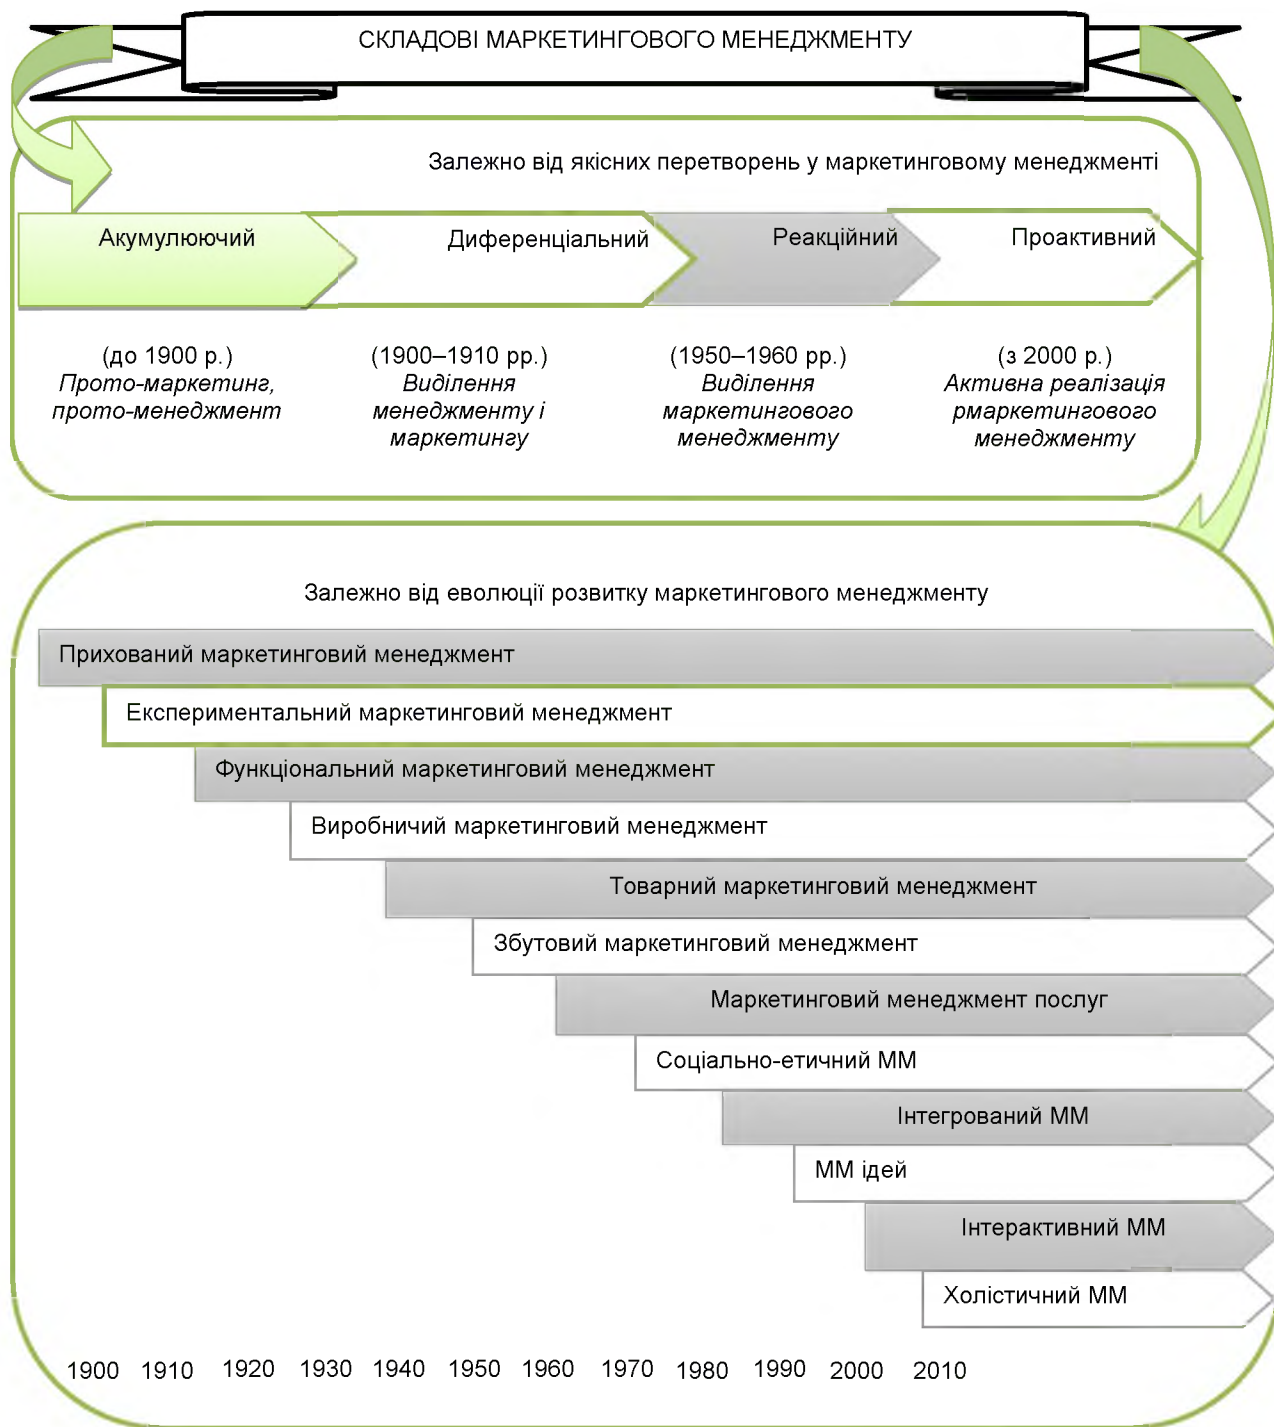 СКЛАДОВІ МАРКЕТИНГОВОГО МЕНЕДЖМЕНТУ
Залежно від якісних перетворень у маркетинговому менеджменті
Акумулюючий
Диференціальний
Реакційний
Проактивний
(до 1900 р.)
Прото-маркетинг,
прото-менеджмент
(1900–1910 рр.)
Виділення
менеджменту і
маркетингу
(1950–1960 рр.)
Виділення
маркетингового
менеджменту
(з 2000 р.)
Активна реалізація
рмаркетингового
менеджменту
Залежно від еволюції розвитку маркетингового менеджменту
Прихований маркетинговий менеджмент
Експериментальний маркетинговий менеджмент
Функціональний маркетинговий менеджмент
Виробничий маркетинговий менеджмент
Товарний маркетинговий менеджмент
Збутовий маркетинговий менеджмент
Маркетинговий менеджмент послуг
Соціально-етичний ММ
Інтегрований ММ
ММ ідей
Інтерактивний ММ
Холістичний ММ
1900 1910 1920 1930 1940 1950 1960 1970 1980 1990 2000 2010